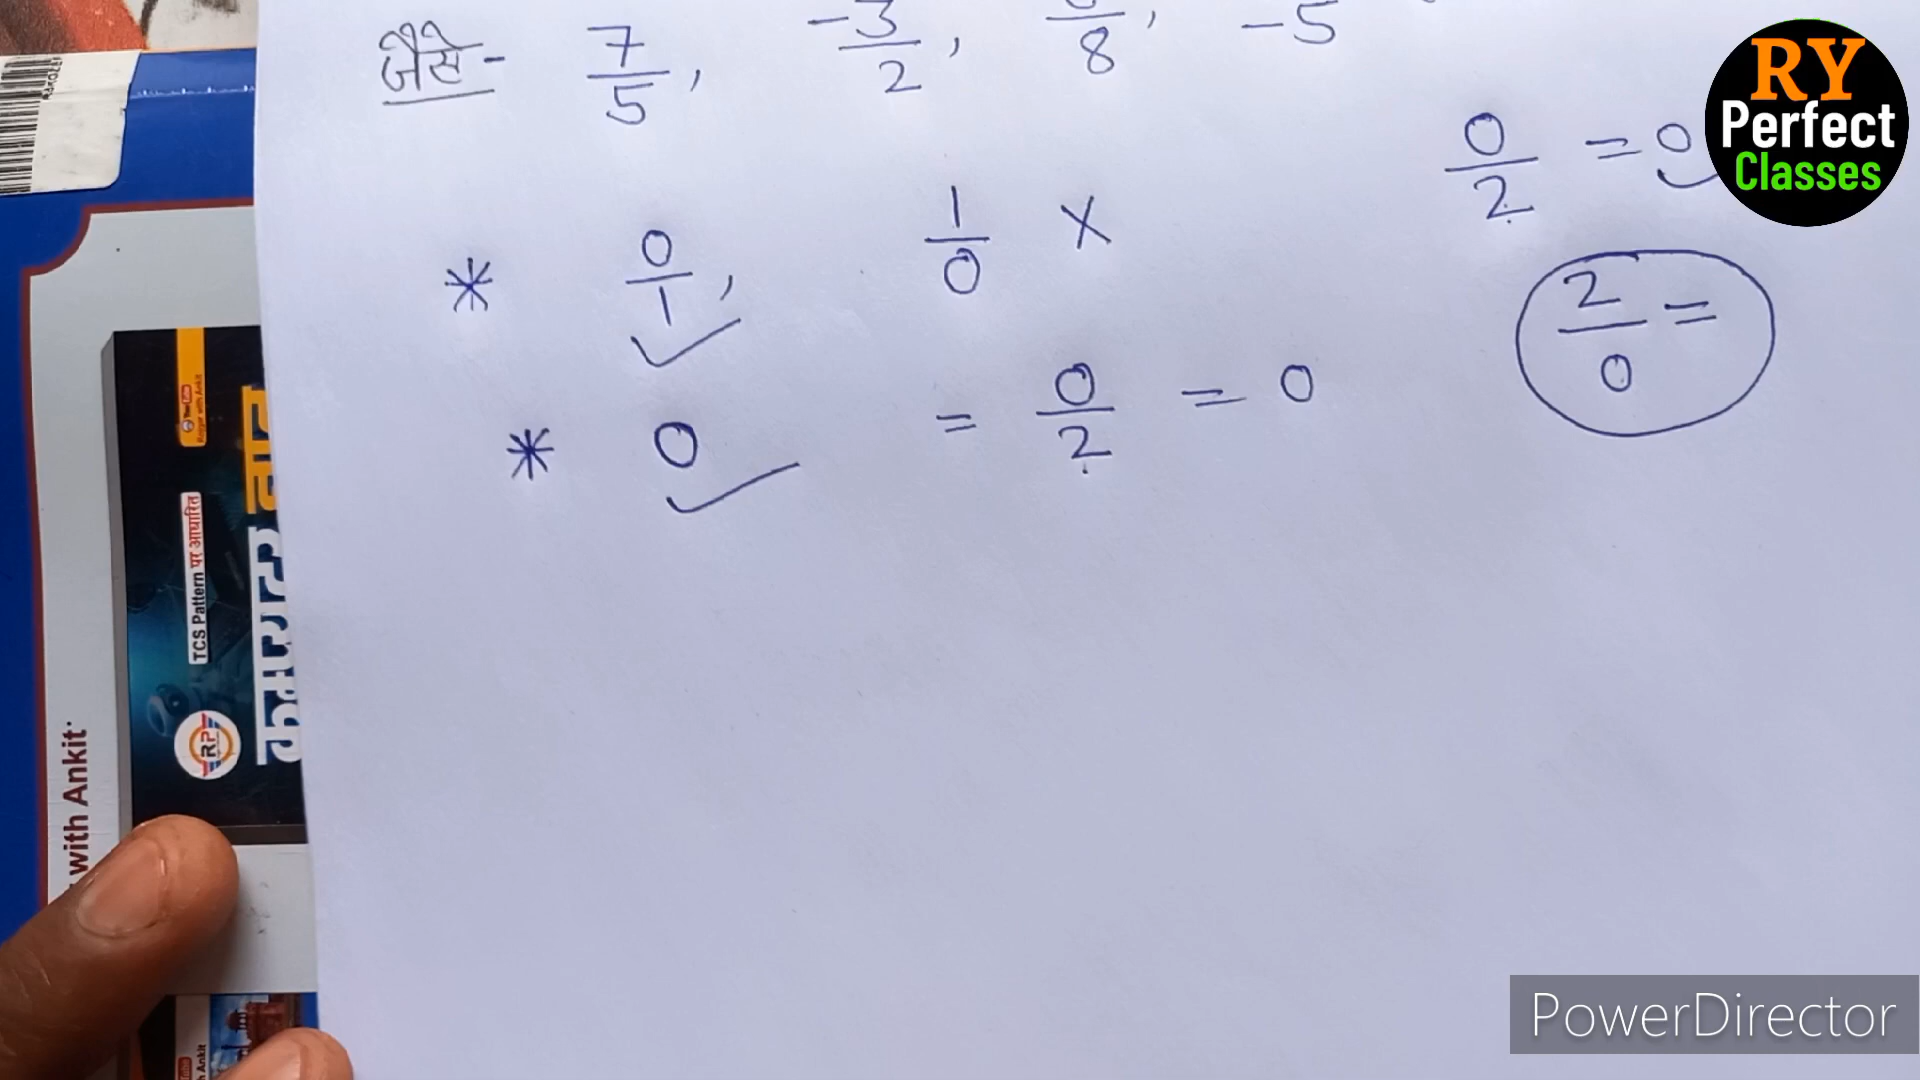 जैसे- 7/5, -3/2, /8, -5
0/2 = 0
* 0/1, 1/0 ×
2/0 =
* 0 = 0/2 = 0
RY
Perfect
Classes
TCS Pattern पर आधारित
RP
with Ankit
PowerDirector